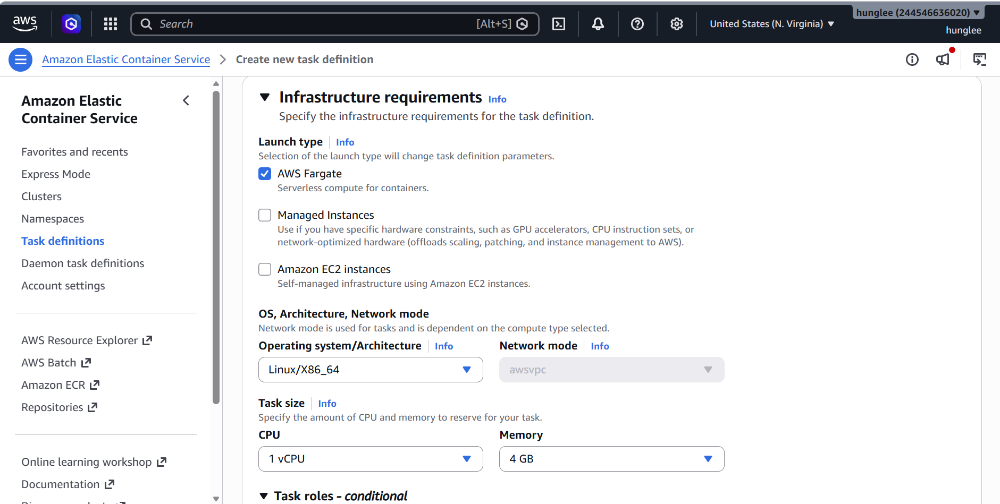 aws
Search
[Alt+S]
United States (N. Virginia)
hunglee (244546636020)
hunglee
Amazon Elastic Container Service
Create new task definition
Amazon Elastic
Container Service
Favorites and recents
Express Mode
Clusters
Namespaces
Task definitions
Daemon task definitions
Account settings
AWS Resource Explorer
AWS Batch
Amazon ECR
Repositories
Online learning workshop
Documentation
Infrastructure requirements Info
Specify the infrastructure requirements for the task definition.
Launch type Info
Selection of the launch type will change task definition parameters.
AWS Fargate
Serverless compute for containers.
Managed Instances
Use if you have specific hardware constraints, such as GPU accelerators, CPU instruction sets, or
network-optimized hardware (offloads scaling, patching, and instance management to AWS).
Amazon EC2 instances
Self-managed infrastructure using Amazon EC2 instances.
OS, Architecture, Network mode
Network mode is used for tasks and is dependent on the compute type selected.
Operating system/Architecture Info
Linux/X86_64
Network mode Info
awsvpc
Task size Info
Specify the amount of CPU and memory to reserve for your task.
CPU
1 vCPU
Memory
4 GB
Task roles - conditional